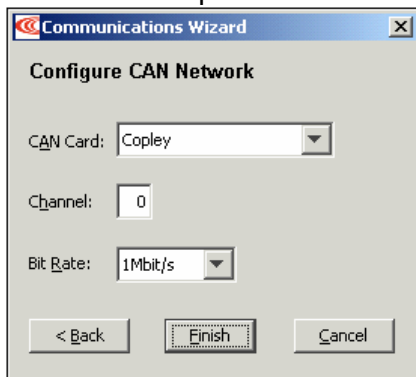 Communications Wizard
Configure CAN Network
CAN Card: Copley
Channel: 0
Bit Rate: 1Mbit/s
< Back Finish Cancel